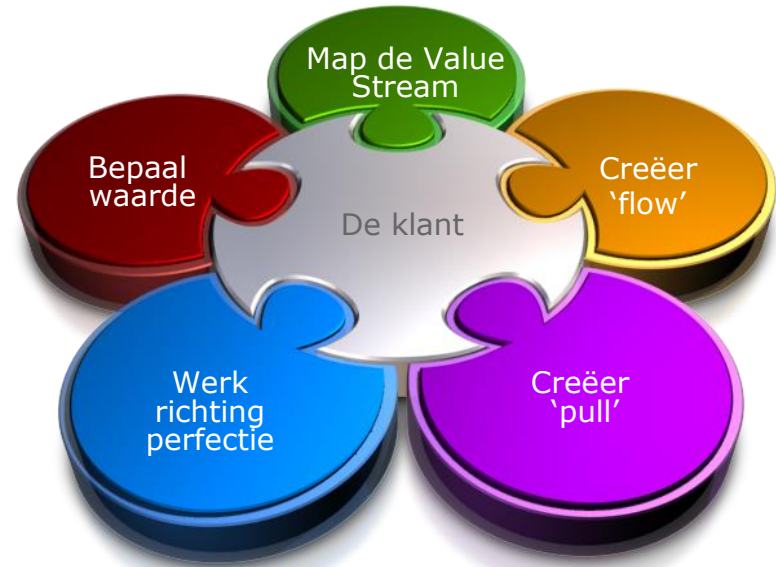 Map de Value
Stream
Bepaal
waarde
Creëer
‘flow’
De klant
Werk
richting
perfectie
Creëer
‘pull’